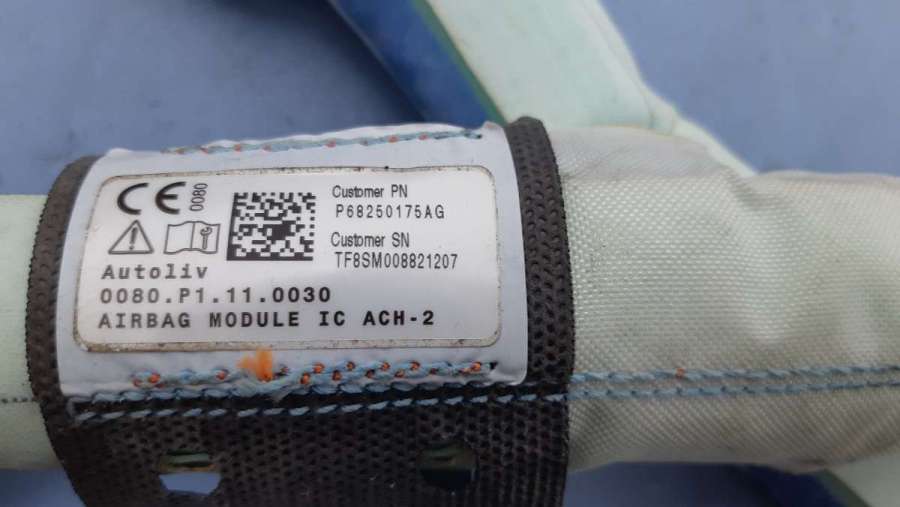 CE 0080
Customer PN
P68250175AG
Customer SN
TF8SM008821207
Autoliv
0080.P1.11.0030
AIRBAG MODULE IC ACH-2